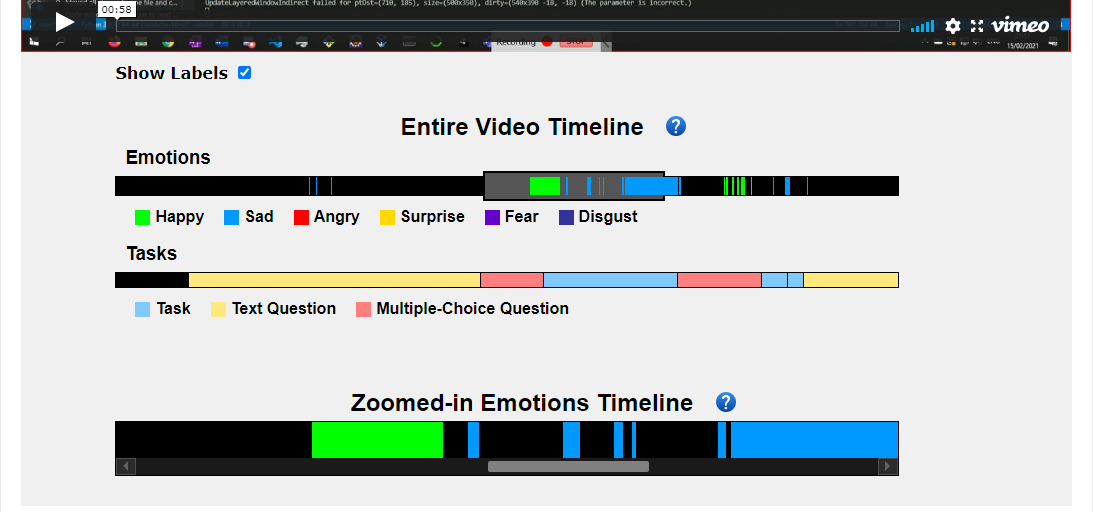 UpdateLayeredWindowIndirect failed for ptDst=(710, 185), size=(500x350), dirty=(540x390 -18, -18) (The parameter is incorrect.)
00:58
vimeo
Recording
STOP
15/02/2021
Show Labels
Entire Video Timeline ?
Emotions
Happy Sad Angry Surprise Fear Disgust
Tasks
Task Text Question Multiple-Choice Question
Zoomed-in Emotions Timeline ?